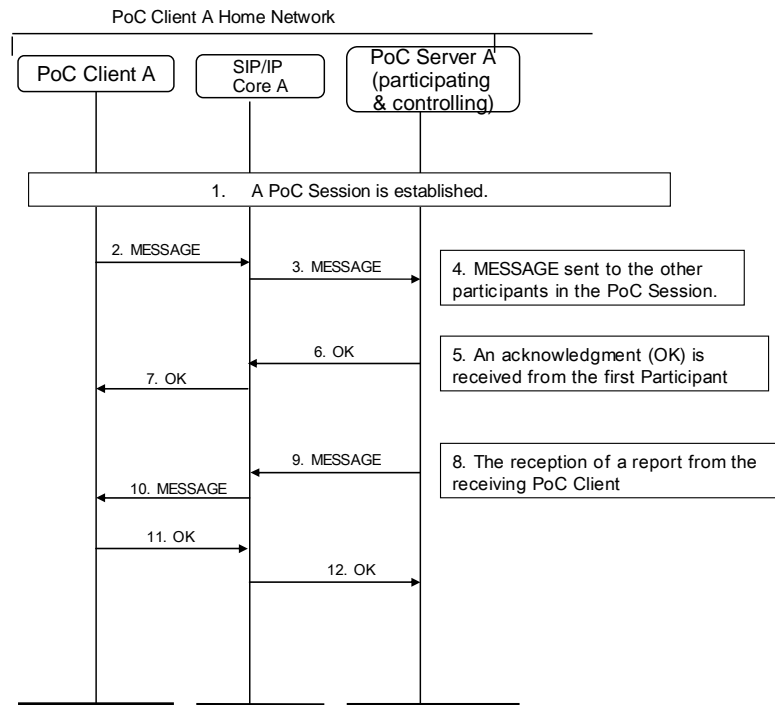 PoC Client A Home Network
PoC Client A
SIP/IP
Core A
PoC Server A
(participating
& controlling)
1. A PoC Session is established.
2. MESSAGE
3. MESSAGE
4. MESSAGE sent to the other
participants in the PoC Session.
5. An acknowledgment (OK) is
received from the first Participant
6. OK
7. OK
8. The reception of a report from the
receiving PoC Client
9. MESSAGE
10. MESSAGE
11. OK
12. OK